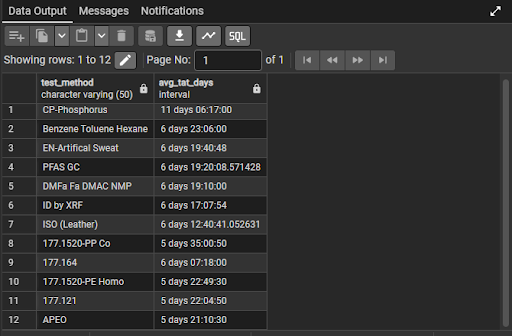 Data Output Messages Notifications
SQL
Showing rows: 1 to 12 Page No: 1 of 1
test_method avg_tat_days
character varying (50) interval
1 CP-Phosphorus 11 days 06:17:00
2 Benzene Toluene Hexane 6 days 23:06:00
3 EN-Artifical Sweat 6 days 19:40:48
4 PFAS GC 6 days 19:20:08.571428
5 DMFa Fa DMAC NMP 6 days 19:10:00
6 ID by XRF 6 days 17:07:54
7 ISO (Leather) 6 days 12:40:41.052631
8 177.1520-PP Co 5 days 35:00:50
9 177.164 6 days 07:18:00
10 177.1520-PE Homo 5 days 22:49:30
11 177.121 5 days 22:04:50
12 APEO 5 days 21:10:30